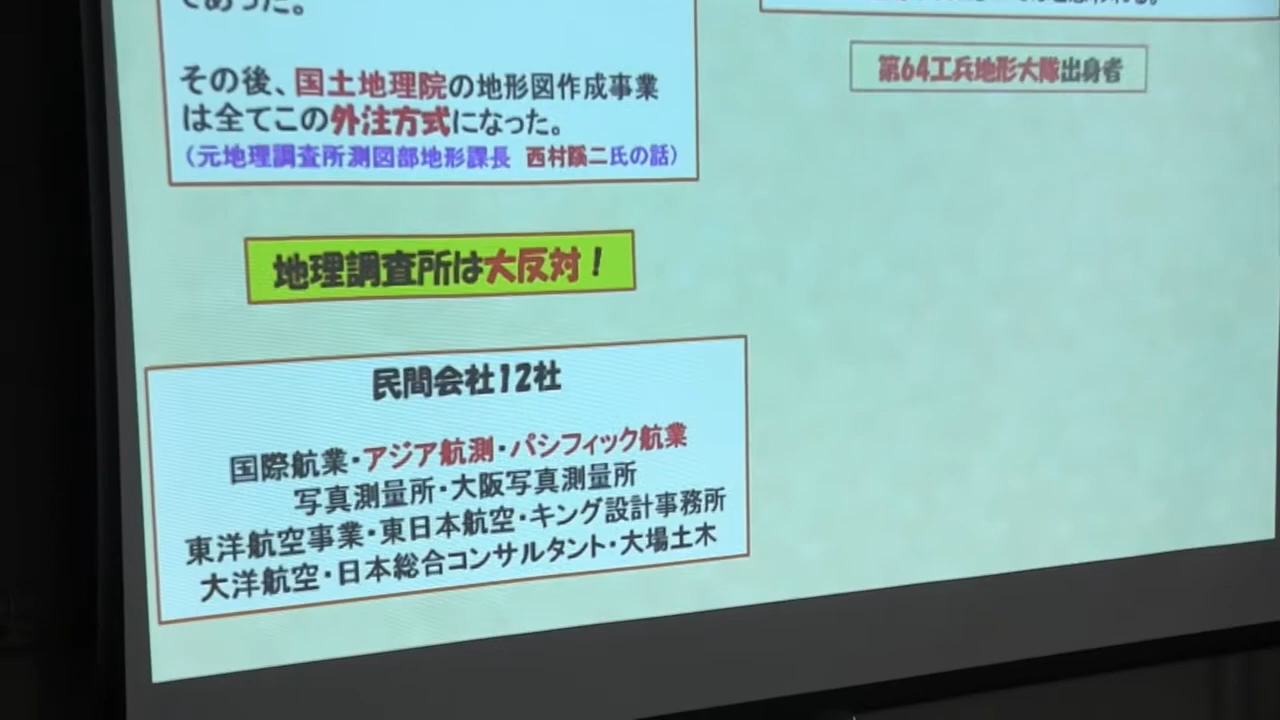 であった。
その後、国土地理院の地形図作成事業
は全てこの外注方式になった。
（元地理調査所測図部地形課長 西村蹊二氏の話）
地理調査所は大反対！
民間会社12社
国際航業・アジア航測・パシフィック航業
写真測量所・大阪写真測量所
東洋航空事業・東日本航空・キング設計事務所
大洋航空・日本総合コンサルタント・大場土木
第64工兵地形大隊出身者